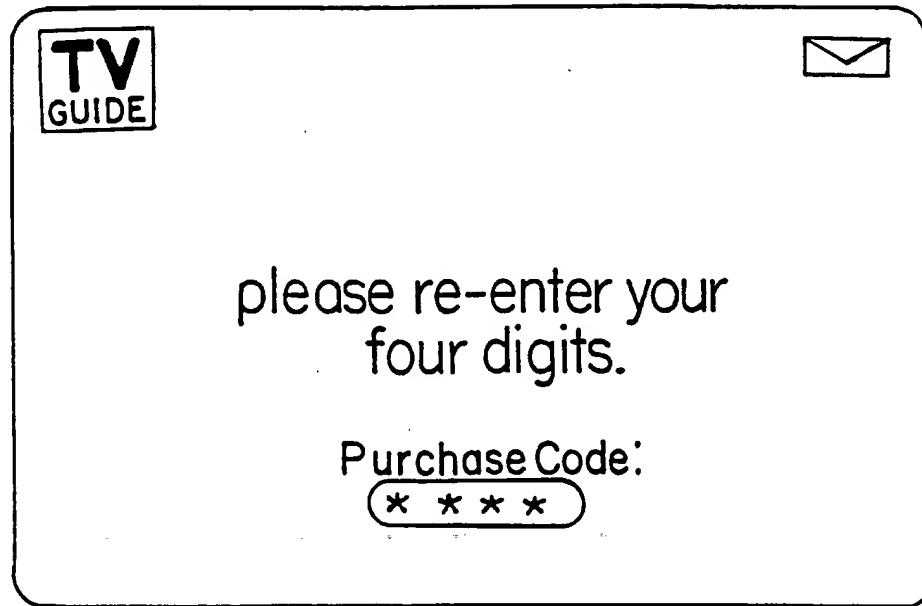 TV
GUIDE
please re-enter your
four digits.
Purchase Code:
* * * *